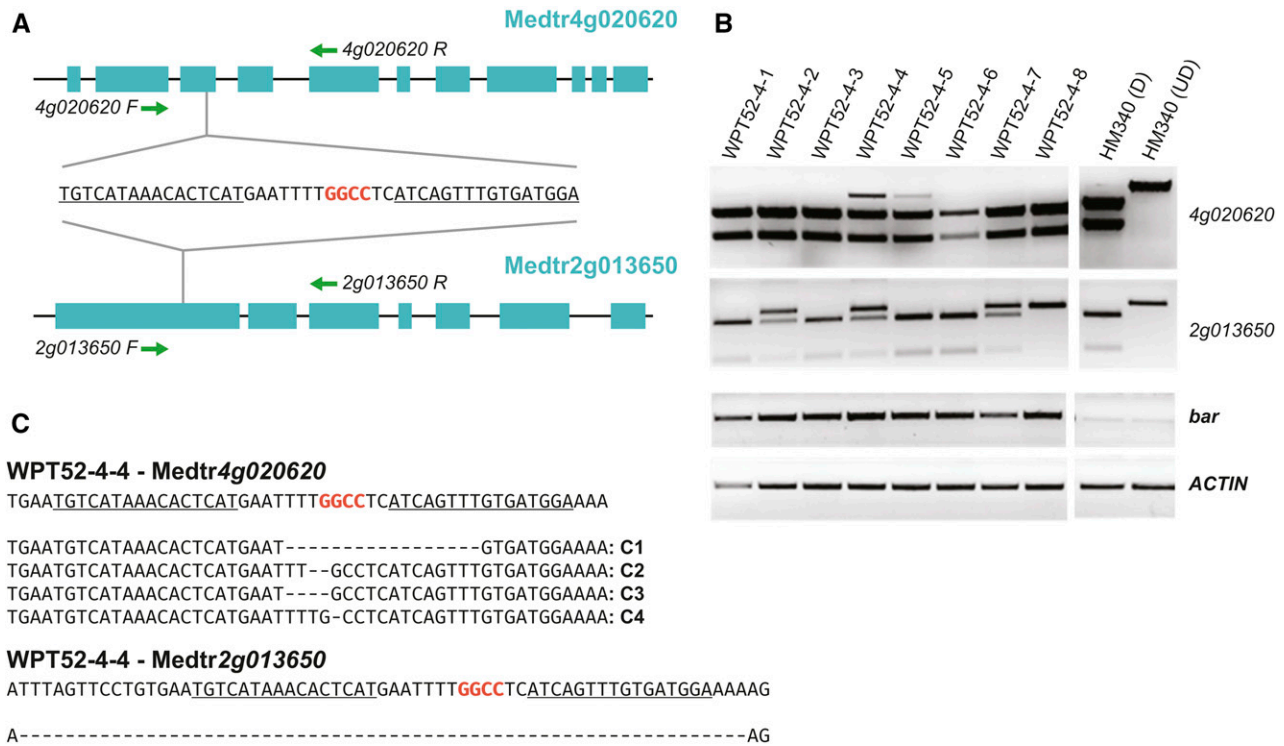 A
Medtr4g020620
4g020620 R
4g020620 F
TGTCATAAACACTCATGAATTTTGGCCTCATCAGTTTGTGATGGA
Medtr2g013650
2g013650 R
2g013650 F
B
WPT52-4-1
WPT52-4-2
WPT52-4-3
WPT52-4-4
WPT52-4-5
WPT52-4-6
WPT52-4-7
WPT52-4-8
HM340 (D)
HM340 (UD)
4g020620
2g013650
bar
ACTIN
C
WPT52-4-4 - Medtr4g020620
TGAATGTCATAAACACTCATGAATTTTGGCCTCATCAGTTTGTGATGGAAAA
TGAATGTCATAAACACTCATGAAT-----------------GTGATGGAAAA: C1
TGAATGTCATAAACACTCATGAATTT--GCCTCATCAGTTTGTGATGGAAAA: C2
TGAATGTCATAAACACTCATGAAT----GCCTCATCAGTTTGTGATGGAAAA: C3
TGAATGTCATAAACACTCATGAATTTTG-CCTCATCAGTTTGTGATGGAAAA: C4
WPT52-4-4 - Medtr2g013650
ATTTAGTTCCTGTGAATGTCATAAACACTCATGAATTTTGGCCTCATCAGTTTGTGATGGAAAAAG
A---------------------------------------------------------------AG